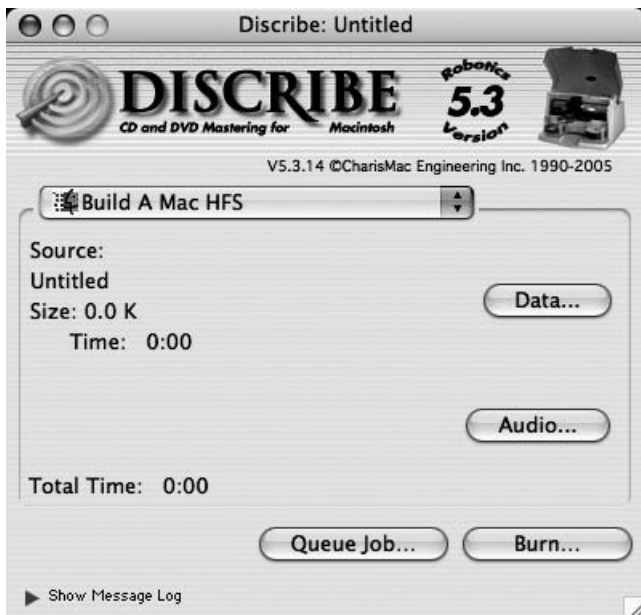 Discribe: Untitled
DISCRIBE
CD and DVD Mastering for Macintosh
Robotics
5.3
Version
V5.3.14 ©CharisMac Engineering Inc. 1990-2005
Build A Mac HFS
Source:
Untitled
Data...
Size: 0.0 K
Time: 0:00
Audio...
Total Time: 0:00
Queue Job... Burn...
Show Message Log